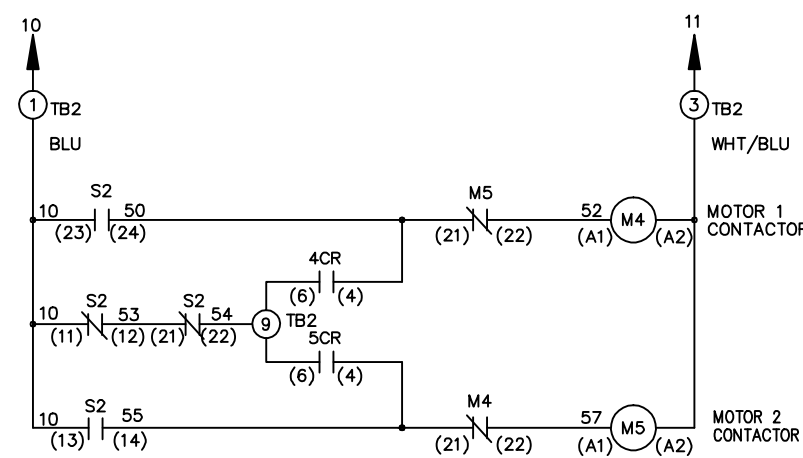 10
11
1 TB2
3 TB2
BLU
WHT/BLU
S2
M5
10 50
52 M4
MOTOR 1
CONTACTOR
(23) (24)
(21) (22)
(A1) (A2)
4CR
(6) (4)
S2 S2
10 53 54
9 TB2
(11) (12) (21) (22)
5CR
(6) (4)
S2
M4
10 55
57 M5
MOTOR 2
CONTACTOR
(13) (14)
(21) (22)
(A1) (A2)